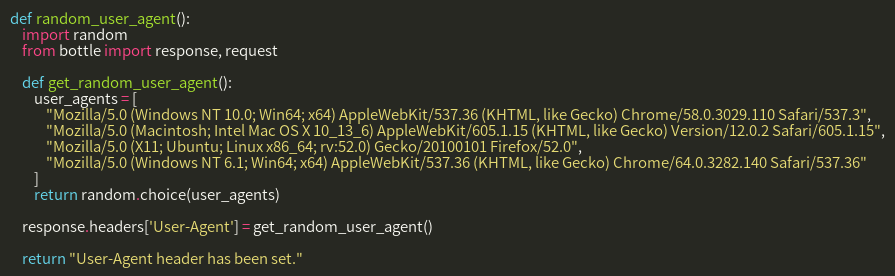 def random_user_agent():
    import random
    from bottle import response, request

    def get_random_user_agent():
        user_agents = [
            "Mozilla/5.0 (Windows NT 10.0; Win64; x64) AppleWebKit/537.36 (KHTML, like Gecko) Chrome/58.0.3029.110 Safari/537.3",
            "Mozilla/5.0 (Macintosh; Intel Mac OS X 10_13_6) AppleWebKit/605.1.15 (KHTML, like Gecko) Version/12.0.2 Safari/605.1.15",
            "Mozilla/5.0 (X11; Ubuntu; Linux x86_64; rv:52.0) Gecko/20100101 Firefox/52.0",
            "Mozilla/5.0 (Windows NT 6.1; Win64; x64) AppleWebKit/537.36 (KHTML, like Gecko) Chrome/64.0.3282.140 Safari/537.36"
        ]
        return random.choice(user_agents)

    response.headers['User-Agent'] = get_random_user_agent()

    return "User-Agent header has been set."